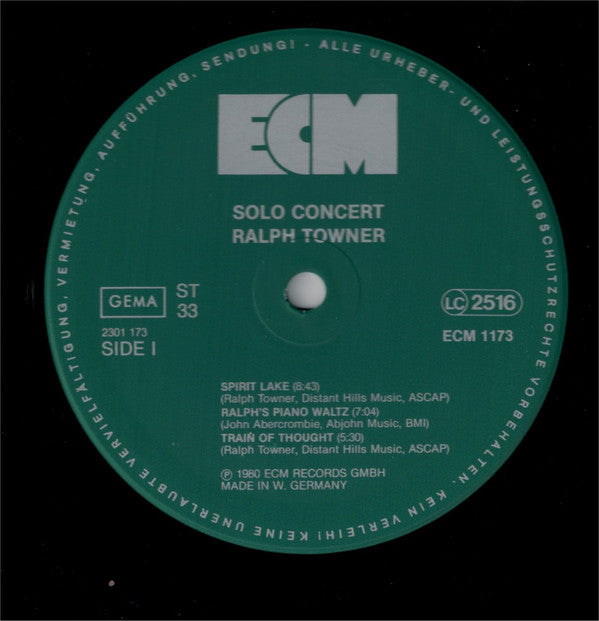 KEINE UNERLAUBTE VERVIELFÄLTIGUNG, VERMIETUNG, AUFFÜHRUNG, SENDUNG! - ALLE URHEBER- UND LEISTUNGSSCHUTZRECHTE VORBEHALTEN. KEIN VERLEIH!
ECM
SOLO CONCERT
RALPH TOWNER
GEMA
ST
33
LC 2516
2301 173
SIDE I
ECM 1173
SPIRIT LAKE (8:43)
(Ralph Towner, Distant Hills Music, ASCAP)
RALPH'S PIANO WALTZ (7:04)
(John Abercrombie, Abjohn Music, BMI)
TRAIN OF THOUGHT (5:30)
(Ralph Towner, Distant Hills Music, ASCAP)
Ⓟ 1980 ECM RECORDS GMBH
MADE IN W. GERMANY